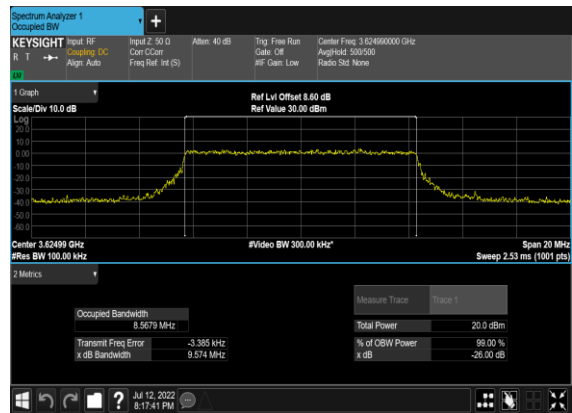 Spectrum Analyzer 1
Occupied BW
+
KEYSIGHT Input: RF Input Z: 50 Ω Atten: 40 dB Trig: Free Run Center Freq: 3.624990000 GHz
R T Coupling: DC Corr CCorr Gate: Off Avg|Hold: 500/500
Align: Auto Freq Ref: Int (S) #IF Gain: Low Radio Std: None
1 Graph
Ref Lvl Offset 8.60 dB
Scale/Div 10.0 dB Ref Value 30.00 dBm
Log
20.0
10.0
0.00
-10.0
-20.0
-30.0
-40.0
-50.0
-60.0
Center 3.62499 GHz #Video BW 300.00 kHz* Span 20 MHz
#Res BW 100.00 kHz Sweep 2.53 ms (1001 pts)
2 Metrics
Measure Trace Trace 1
Occupied Bandwidth
8.5679 MHz Total Power 20.0 dBm
Transmit Freq Error -3.385 kHz % of OBW Power 99.00 %
x dB Bandwidth 9.574 MHz x dB -26.00 dB
? Jul 12, 2022
8:17:41 PM